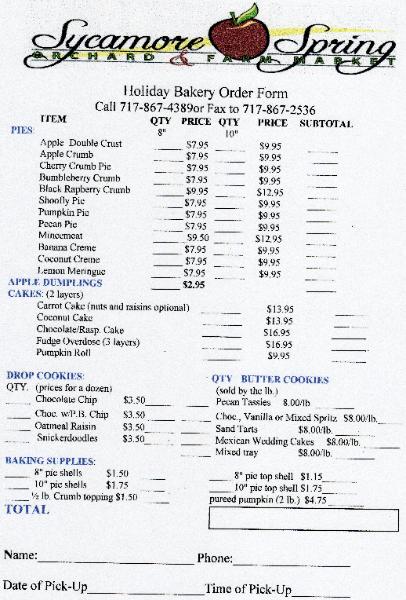 Sycamore Spring
ORCHARD & FARM MARKET
Holiday Bakery Order Form
Call 717-867-4389or Fax to 717-867-2536
ITEM QTY PRICE QTY PRICE SUBTOTAL
PIES: 8" 10"
Apple Double Crust $7.95 $9.95
Apple Crumb $7.95 $9.95
Cherry Crumb Pie $7.95 $9.95
Bumbleberry Crumb $7.95 $9.95
Black Rapberry Crumb $9.95 $12.95
Shoofly Pie $7.95 $9.95
Pumpkin Pie $7.95 $9.95
Pecan Pie $7.95 $9.95
Mincemeat $9.50 $12.95
Banana Creme $7.95 $9.95
Coconut Creme $7.95 $9.95
Lemon Meringue $7.95 $9.95
APPLE DUMPLINGS $2.95
CAKES: (2 layers)
Carrot Cake (nuts and raisins optional) $13.95
Coconut Cake $13.95
Chocolate/Rasp. Cake $16.95
Fudge Overdose (3 layers) $16.95
Pumpkin Roll $9.95
DROP COOKIES:
QTY. (prices for a dozen)
Chocolate Chip $3.50
Choc. w/P.B. Chip $3.50
Oatmeal Raisin $3.50
Snickerdoodles $3.50
QTY BUTTER COOKIES
(sold by the lb.)
Pecan Tassies 8.00/lb
Choc., Vanilla or Mixed Spritz $8.00/lb.
Sand Tarts $8.00/lb.
Mexican Wedding Cakes $8.00/lb.
Mixed tray $8.00/lb.
BAKING SUPPLIES:
8" pie shells $1.50
10" pie shells $1.75
½ lb. Crumb topping $1.50
8" pie top shell $1.15
10" pie top shell $1.75
pureed pumpkin (2 lb.) $4.75
TOTAL
Name: Phone:
Date of Pick-Up Time of Pick-Up